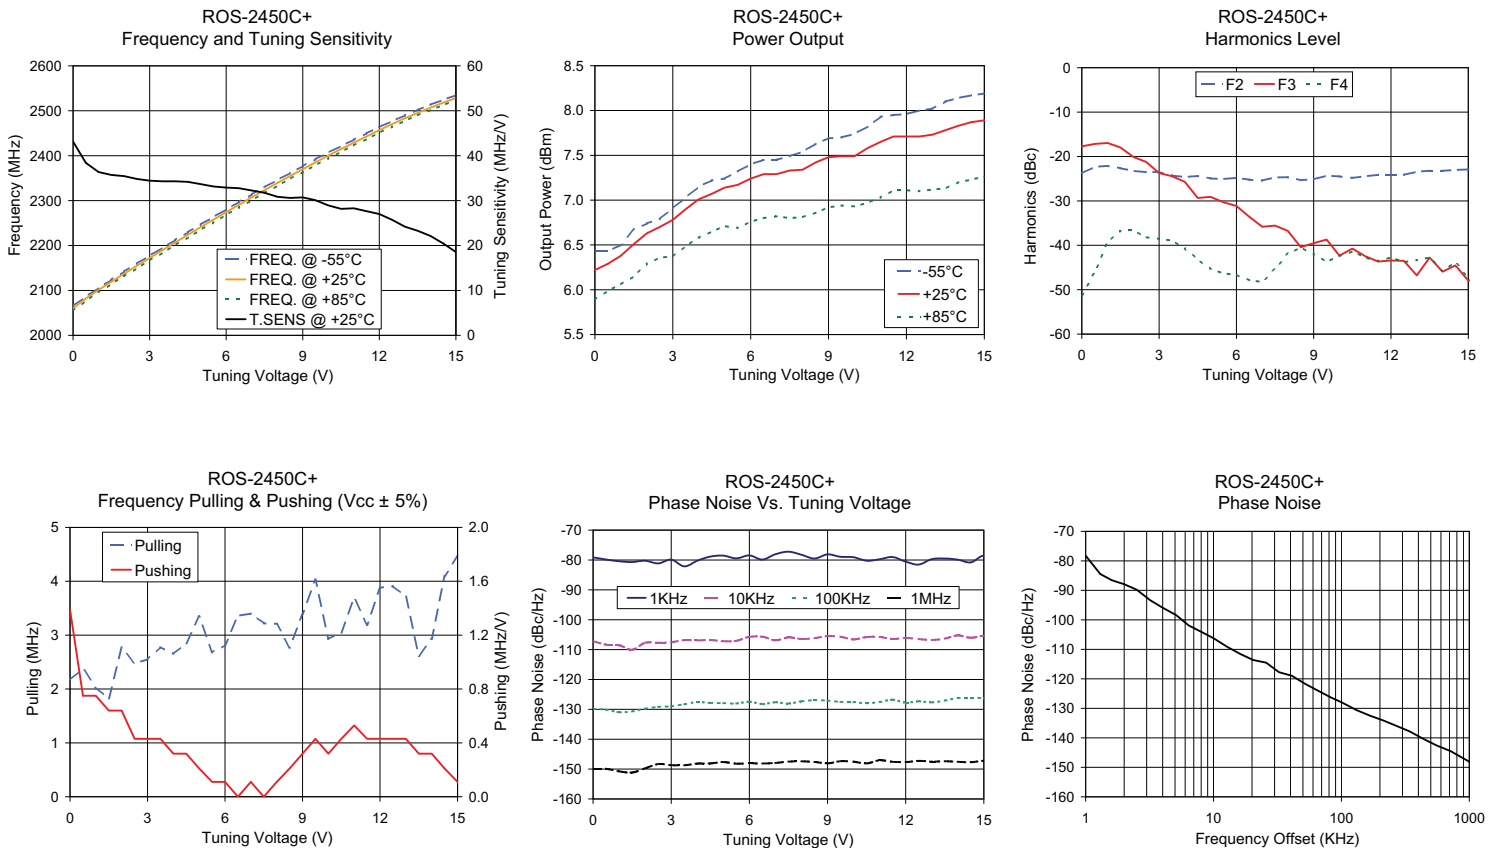 ROS-2450C+
Frequency and Tuning Sensitivity
2600
2500
2400
2300
2200
2100
2000
60
50
40
30
20
10
0
Frequency (MHz)
Tuning Sensitivity (MHz/V)
FREQ. @ -55°C
FREQ. @ +25°C
FREQ. @ +85°C
T.SENS @ +25°C
0 3 6 9 12 15
Tuning Voltage (V)
ROS-2450C+
Power Output
8.5
8.0
7.5
7.0
6.5
6.0
5.5
Output Power (dBm)
-55°C
+25°C
+85°C
0 3 6 9 12 15
Tuning Voltage (V)
ROS-2450C+
Harmonics Level
0
-10
-20
-30
-40
-50
-60
Harmonics (dBc)
F2 F3 F4
0 3 6 9 12 15
Tuning Voltage (V)
ROS-2450C+
Frequency Pulling & Pushing (Vcc ± 5%)
5
4
3
2
1
0
2.0
1.6
1.2
0.8
0.4
0.0
Pulling (MHz)
Pushing (MHz/V)
Pulling
Pushing
0 3 6 9 12 15
Tuning Voltage (V)
ROS-2450C+
Phase Noise Vs. Tuning Voltage
-70
-80
-90
-100
-110
-120
-130
-140
-150
-160
Phase Noise (dBc/Hz)
1KHz 10KHz 100KHz 1MHz
0 3 6 9 12 15
Tuning Voltage (V)
ROS-2450C+
Phase Noise
-70
-80
-90
-100
-110
-120
-130
-140
-150
-160
Phase Noise (dBc/Hz)
1 10 100 1000
Frequency Offset (KHz)